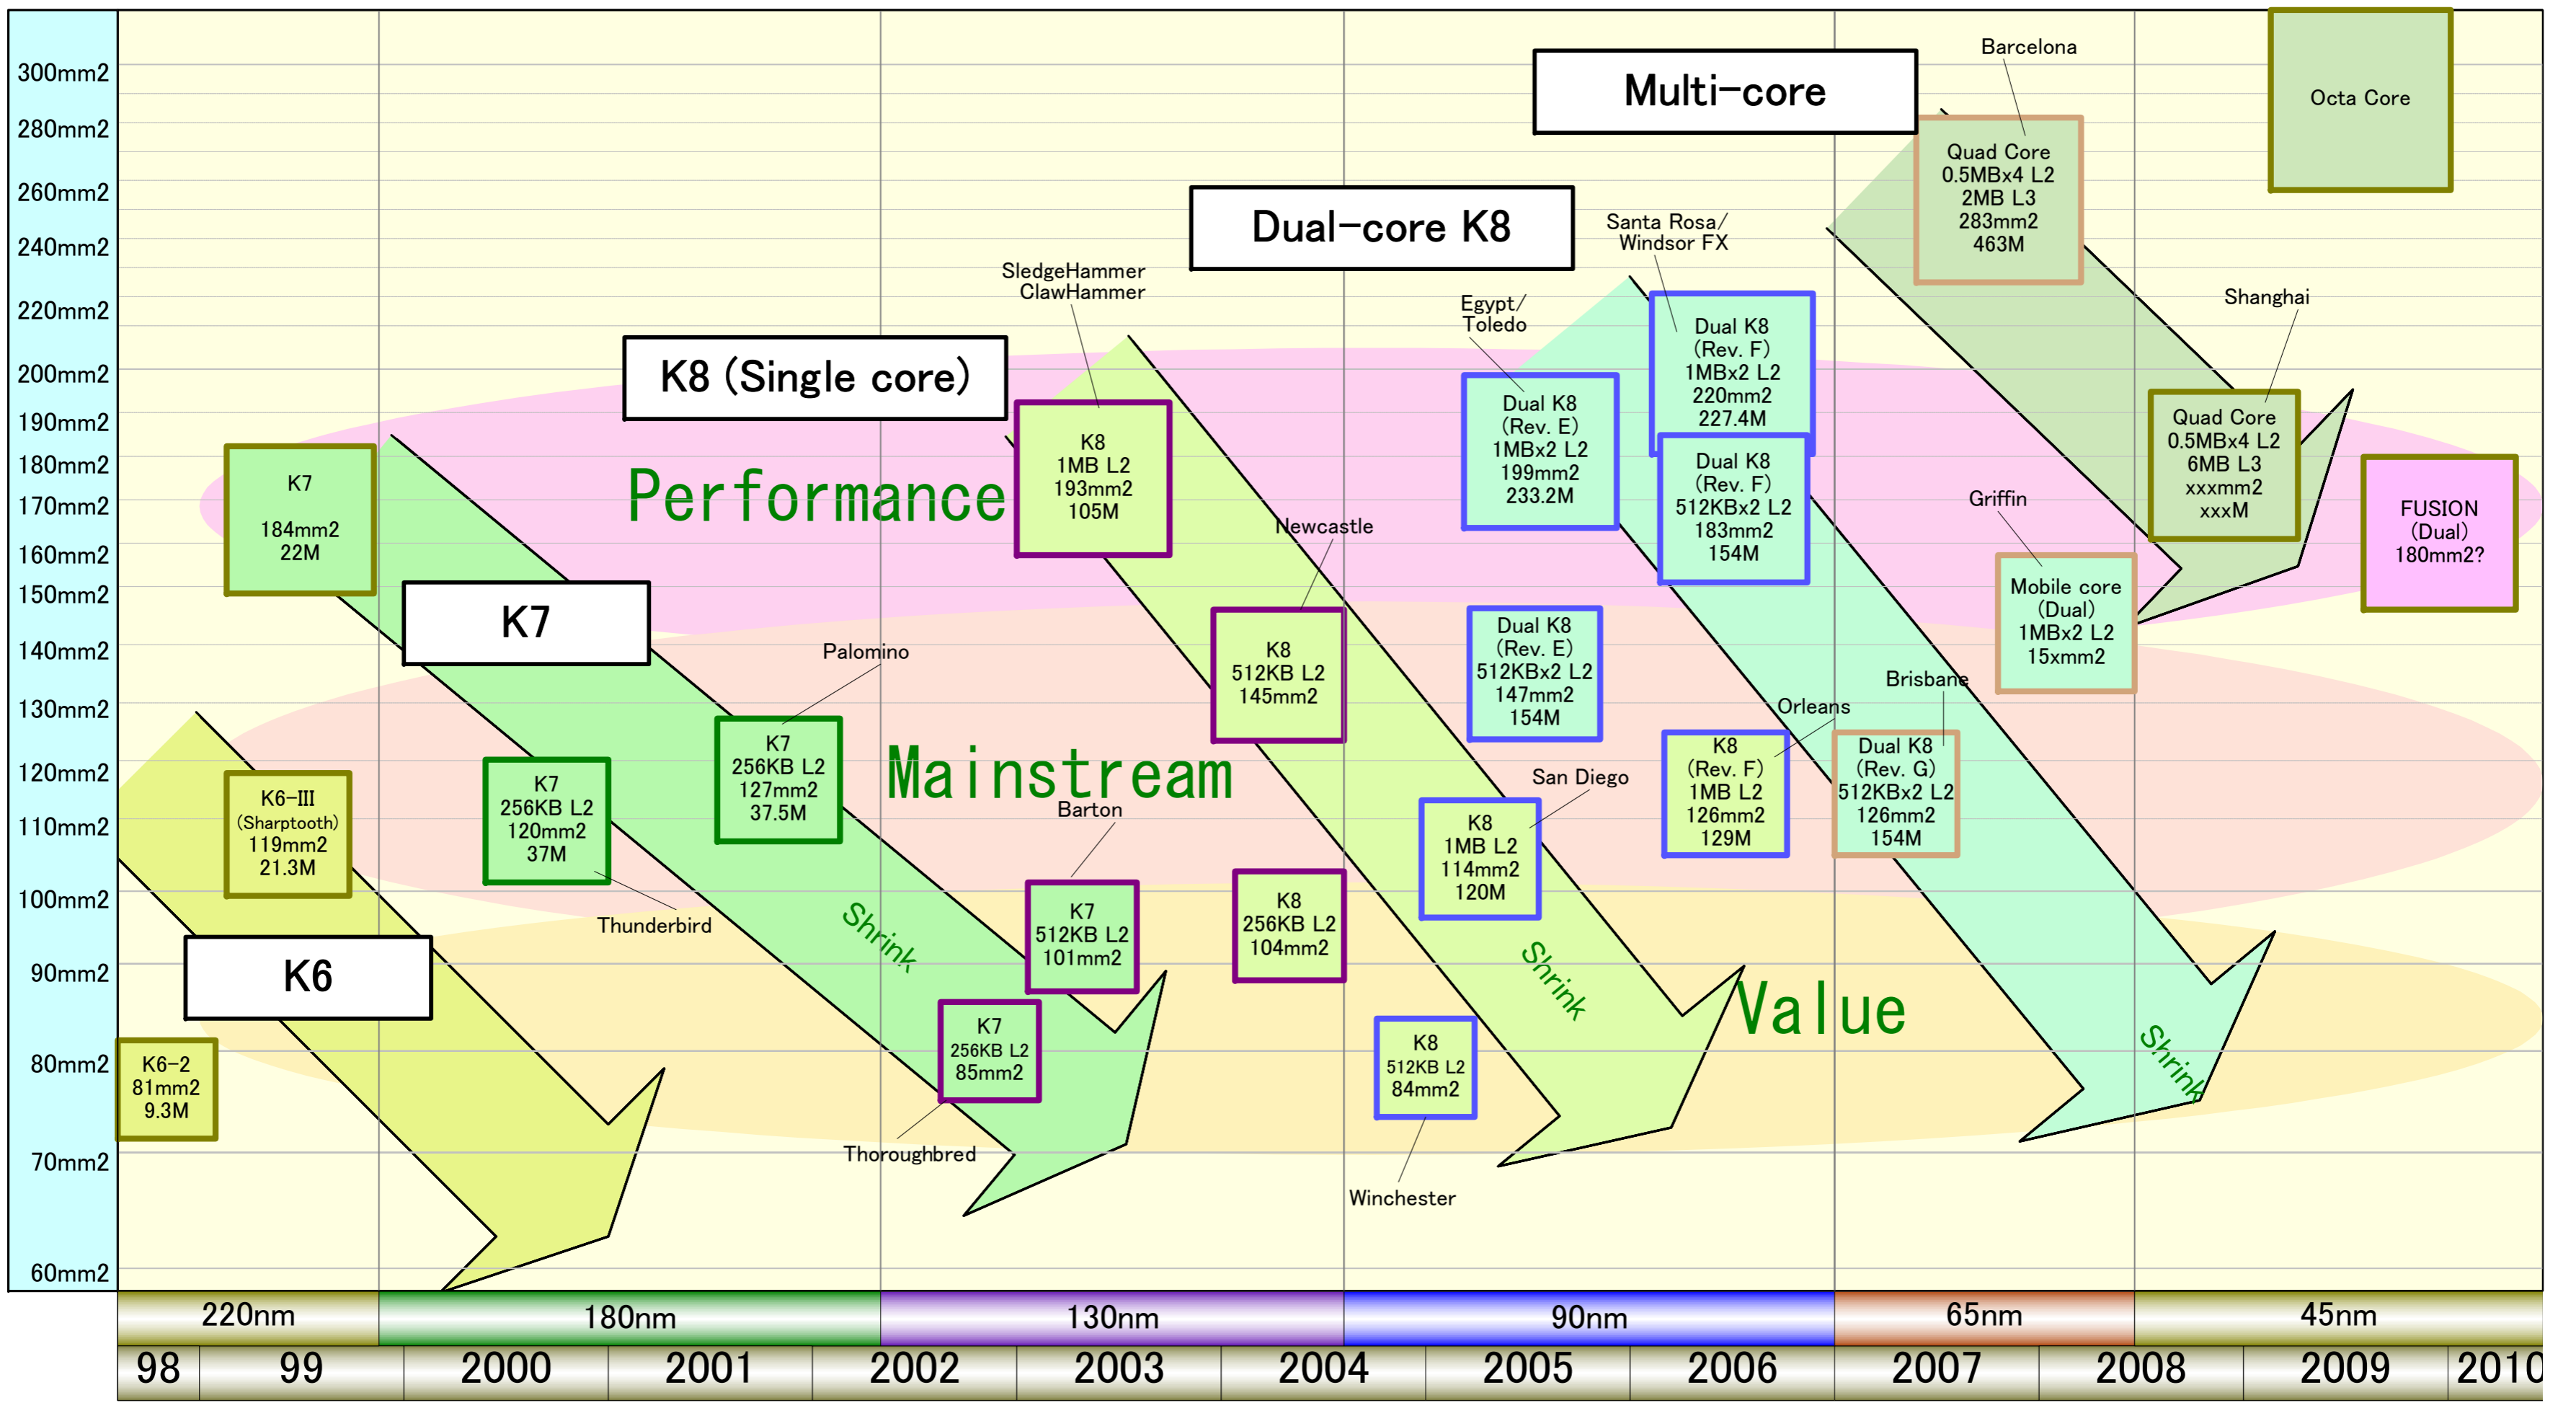 300mm2
280mm2
260mm2
240mm2
220mm2
200mm2
190mm2
180mm2
170mm2
160mm2
150mm2
140mm2
130mm2
120mm2
110mm2
100mm2
90mm2
80mm2
70mm2
60mm2
Multi-core
Barcelona
Octa Core
Quad Core
0.5MBx4 L2
2MB L3
283mm2
463M
Dual-core K8
Santa Rosa/
Windsor FX
SledgeHammer
ClawHammer
Egypt/
Toledo
Shanghai
Dual K8
(Rev. F)
1MBx2 L2
220mm2
227.4M
K8 (Single core)
Dual K8
(Rev. E)
1MBx2 L2
199mm2
233.2M
Quad Core
0.5MBx4 L2
6MB L3
xxxmm2
xxxM
K8
1MB L2
193mm2
105M
K7
184mm2
22M
Performance
Dual K8
(Rev. F)
512KBx2 L2
183mm2
154M
Griffin
FUSION
(Dual)
180mm2?
Newcastle
Mobile core
(Dual)
1MBx2 L2
15xmm2
K7
Palomino
K8
512KB L2
145mm2
Dual K8
(Rev. E)
512KBx2 L2
147mm2
154M
Brisbane
Orleans
K7
256KB L2
127mm2
37.5M
Mainstream
K8
(Rev. F)
1MB L2
126mm2
129M
Dual K8
(Rev. G)
512KBx2 L2
126mm2
154M
K6-III
(Sharptooth)
119mm2
21.3M
K7
256KB L2
120mm2
37M
Barton
San Diego
K8
1MB L2
114mm2
120M
Thunderbird
Shrink
K7
512KB L2
101mm2
K8
256KB L2
104mm2
Shrink
K6
Value
K6-2
81mm2
9.3M
K7
256KB L2
85mm2
K8
512KB L2
84mm2
Shrink
Thoroughbred
Winchester
220nm
180nm
130nm
90nm
65nm
45nm
98
99
2000
2001
2002
2003
2004
2005
2006
2007
2008
2009
2010